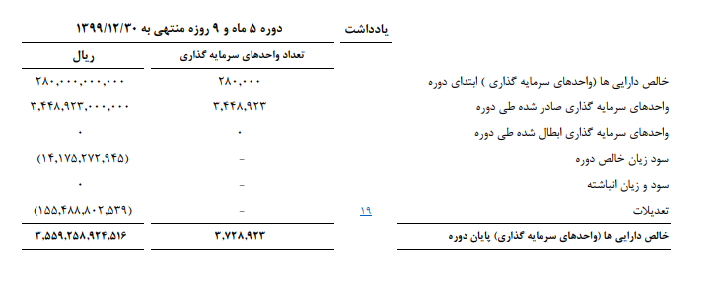 یادداشت دوره ۵ ماه و ۹ روزه منتهی به ۱۳۹۹/۱۲/۳۰
تعداد واحدهای سرمایه گذاری ریال
خالص دارایی ها (واحدهای سرمایه گذاری ) ابتدای دوره ۲۸۰,۰۰۰ ۲۸۰,۰۰۰,۰۰۰,۰۰۰
واحدهای سرمایه گذاری صادر شده طی دوره ۳,۴۴۸,۹۲۳ ۳,۴۴۸,۹۲۳,۰۰۰,۰۰۰
واحدهای سرمایه گذاری ابطال شده طی دوره ۰ ۰
سود زیان خالص دوره - (۱۴,۱۷۵,۲۷۲,۹۴۵)
سود و زیان انباشته - ۰
تعدیلات ۱۹ - (۱۵۵,۴۸۸,۸۰۲,۵۳۹)
خالص دارایی ها (واحدهای سرمایه گذاری) پایان دوره ۳,۷۲۸,۹۲۳ ۳,۵۵۹,۲۵۸,۹۲۴,۵۱۶